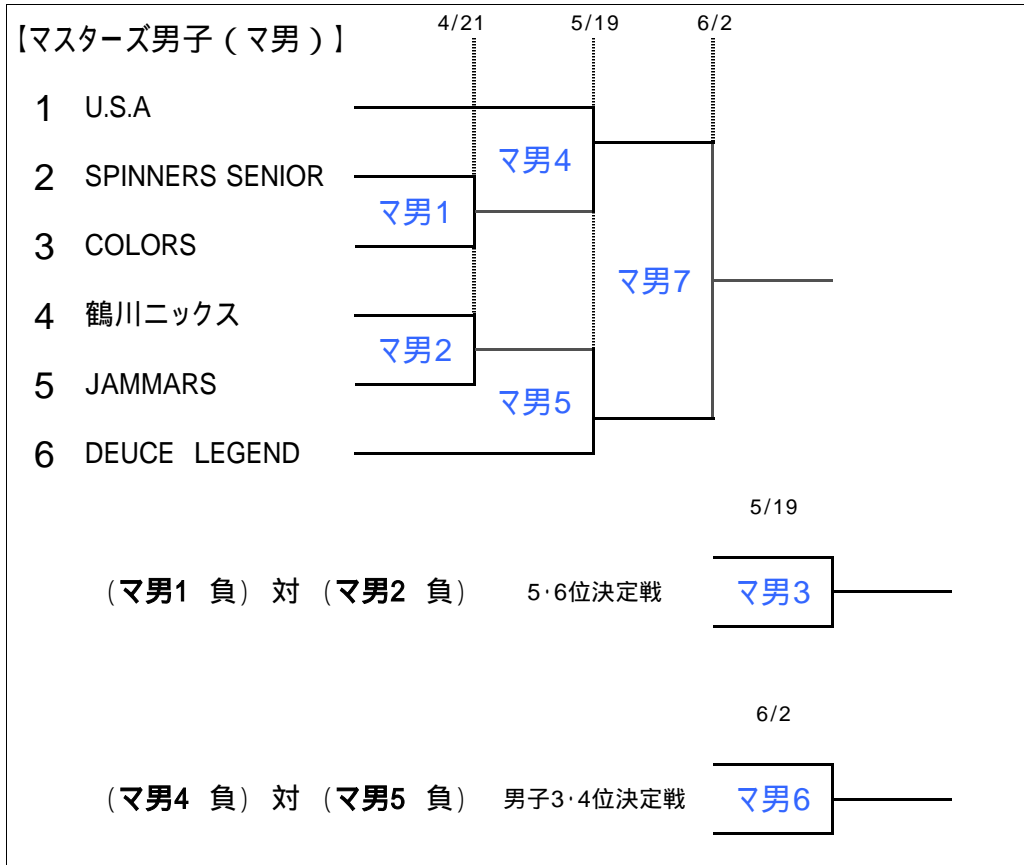 【マスターズ男子（マ男）】 4/21 5/19 6/2
1 U.S.A
マ男4
2 SPINNERS SENIOR
マ男1
3 COLORS
マ男7
4 鶴川ニックス
マ男2
5 JAMMARS
マ男5
6 DEUCE LEGEND
5/19
(マ男1 負) 対 (マ男2 負) 5･6位決定戦 マ男3
6/2
(マ男4 負) 対 (マ男5 負) 男子3･4位決定戦 マ男6